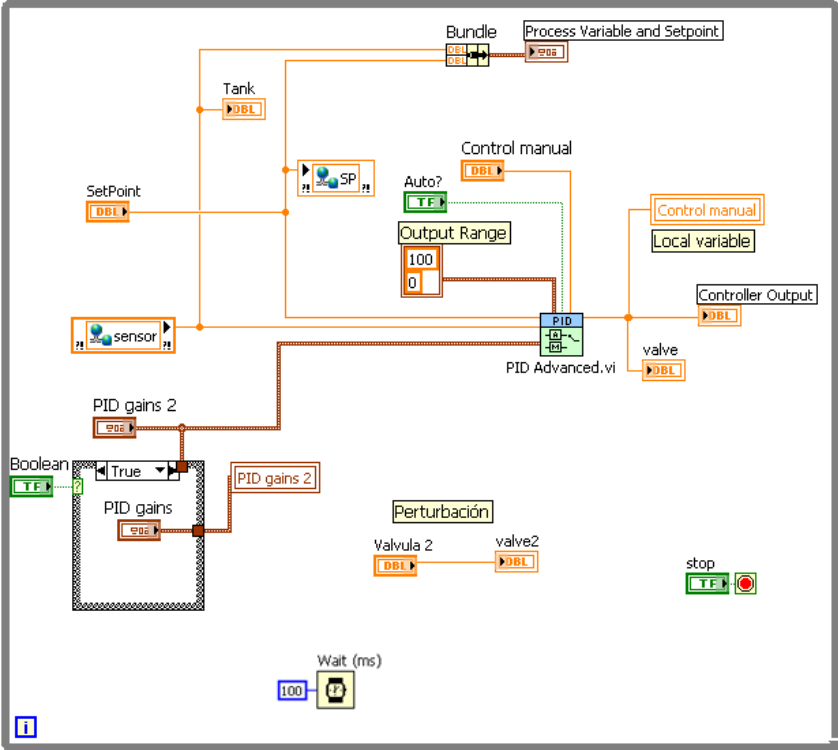 Bundle
Process Variable and Setpoint
DBL
DBL
Tank
DBL
Control manual
DBL
SP
?!
?!
Auto?
TF
SetPoint
DBL
Control manual
Output Range
Local variable
100
0
Controller Output
PID
DBL
sensor
?!
?!
A
M
valve
PID Advanced.vi
DBL
PID gains 2
Boolean
True
TF
?
PID gains 2
PID gains
Perturbación
Valvula 2
valve2
DBL
DBL
stop
TF
Wait (ms)
100
i